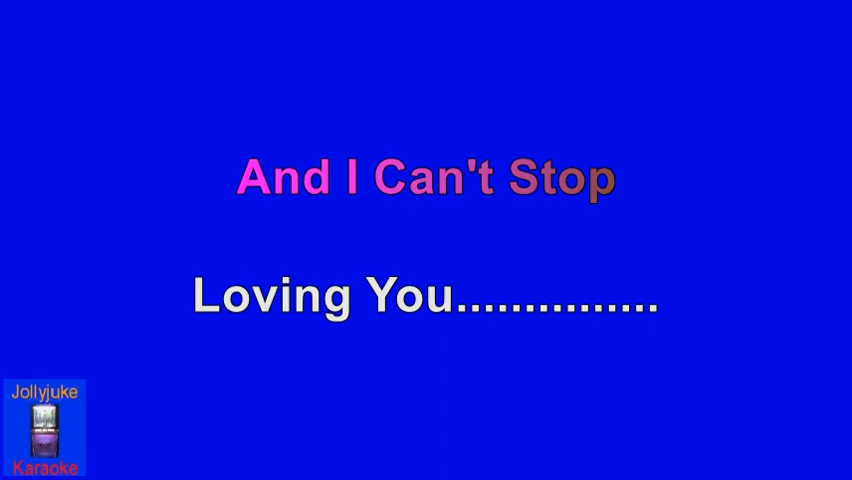 And I Can't Stop
Loving You...............
Jollyjuke
Karaoke